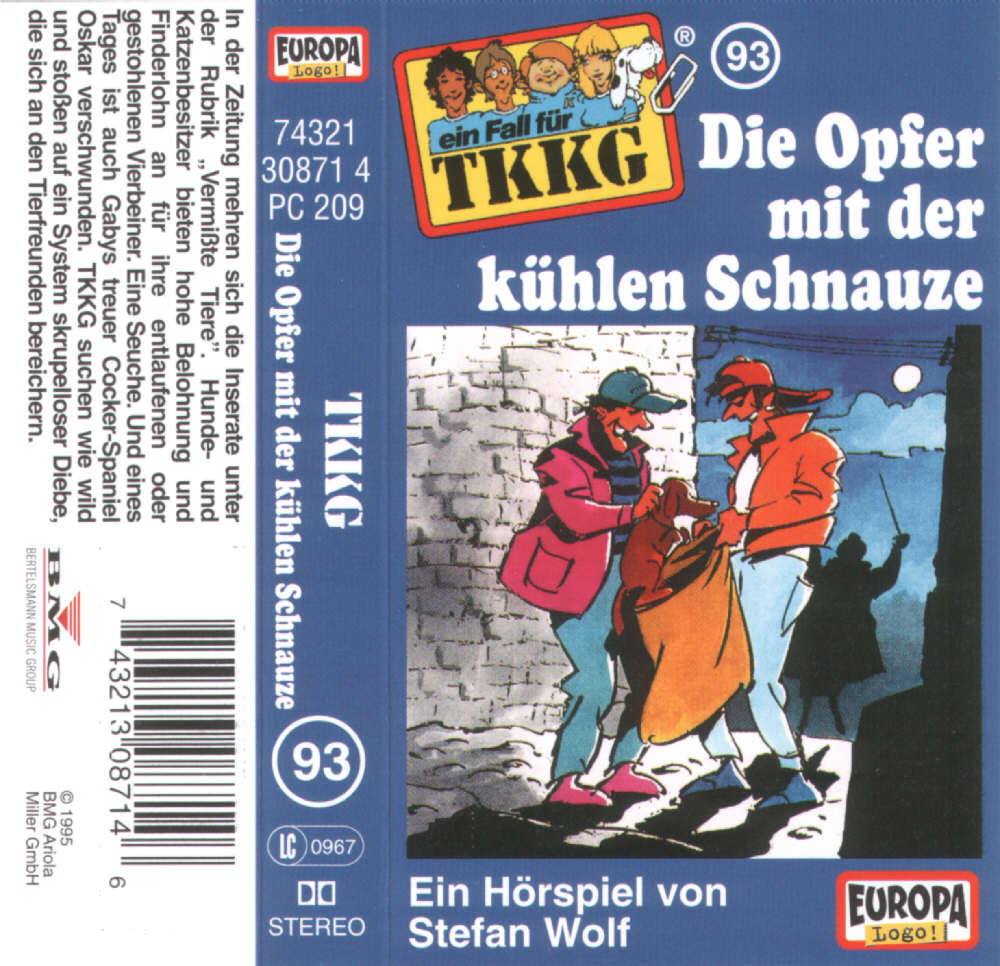 In der Zeitung mehren sich die Inserate unter
der Rubrik „Vermißte Tiere”. Hunde- und
Katzenbesitzer bieten hohe Belohnung und
Finderlohn an für ihre entlaufenen oder
gestohlenen Vierbeiner. Eine Seuche. Und eines
Tages ist auch Gabys treuer Cocker-Spaniel
Oskar verschwunden. TKKG suchen wie wild
und stoßen auf ein System skrupelloser Diebe,
die sich an den Tierfreunden bereichern.
BMG
BERTELSMANN MUSIC GROUP
7 43213 08714 6
© 1995
BMG Ariola
Miller GmbH
EUROPA
Logo!
74321
30871 4
PC 209
TKKG
Die Opfer mit der kühlen Schnauze
93
LC 0967
STEREO
ein Fall für
TKKG
®
93
Die Opfer
mit der
kühlen Schnauze
Ein Hörspiel von
Stefan Wolf
EUROPA
Logo!